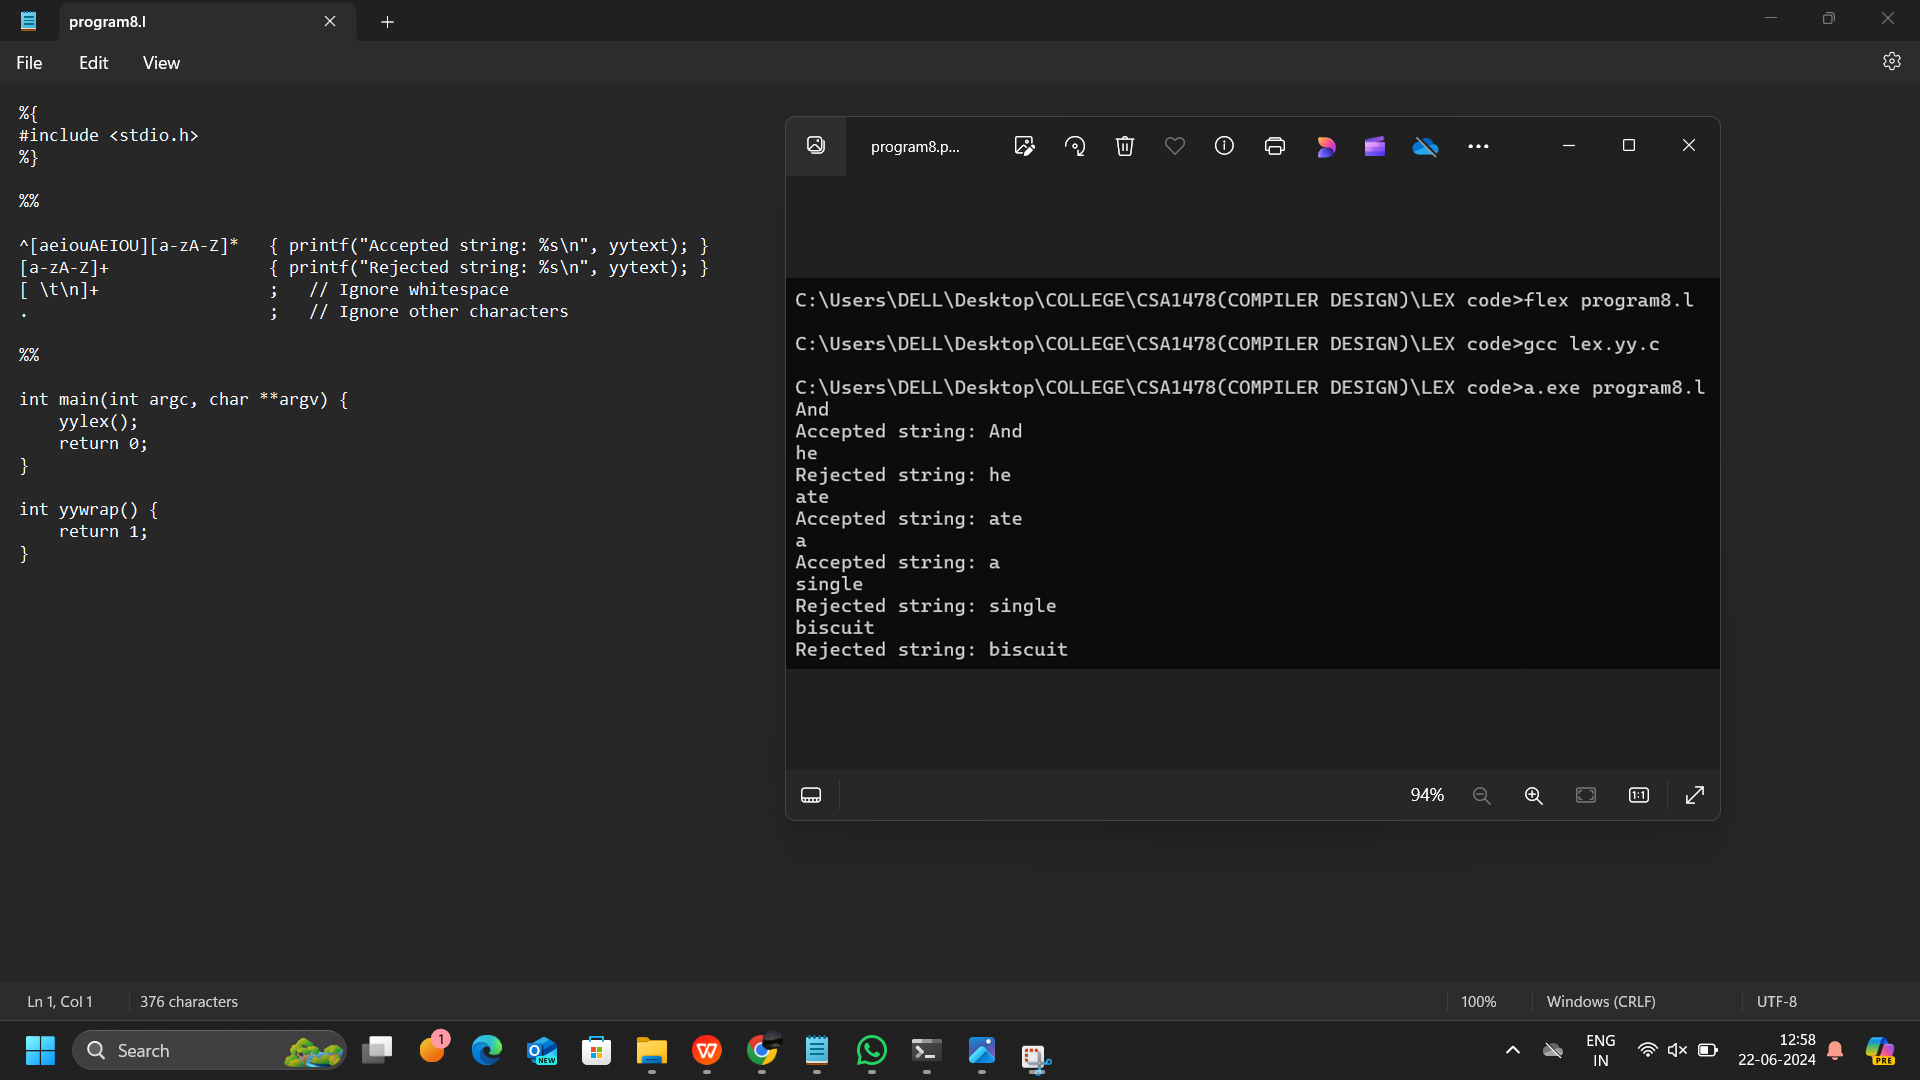 program8.l
File Edit View
%{
#include <stdio.h>
%}
%%
^[aeiouAEIOU][a-zA-Z]* { printf("Accepted string: %s\n", yytext); }
[a-zA-Z]+ { printf("Rejected string: %s\n", yytext); }
[ \t\n]+ ; // Ignore whitespace
. ; // Ignore other characters
%%
int main(int argc, char **argv) {
yylex();
return 0;
}
int yywrap() {
return 1;
}
program8.p...
C:\Users\DELL\Desktop\COLLEGE\CSA1478(COMPILER DESIGN)\LEX code>flex program8.l
C:\Users\DELL\Desktop\COLLEGE\CSA1478(COMPILER DESIGN)\LEX code>gcc lex.yy.c
C:\Users\DELL\Desktop\COLLEGE\CSA1478(COMPILER DESIGN)\LEX code>a.exe program8.l
And
Accepted string: And
he
Rejected string: he
ate
Accepted string: ate
a
Accepted string: a
single
Rejected string: single
biscuit
Rejected string: biscuit
94%
1:1
Ln 1, Col 1 376 characters 100% Windows (CRLF) UTF-8
Search
1
NEW
ENG
IN
12:58
22-06-2024
PRE